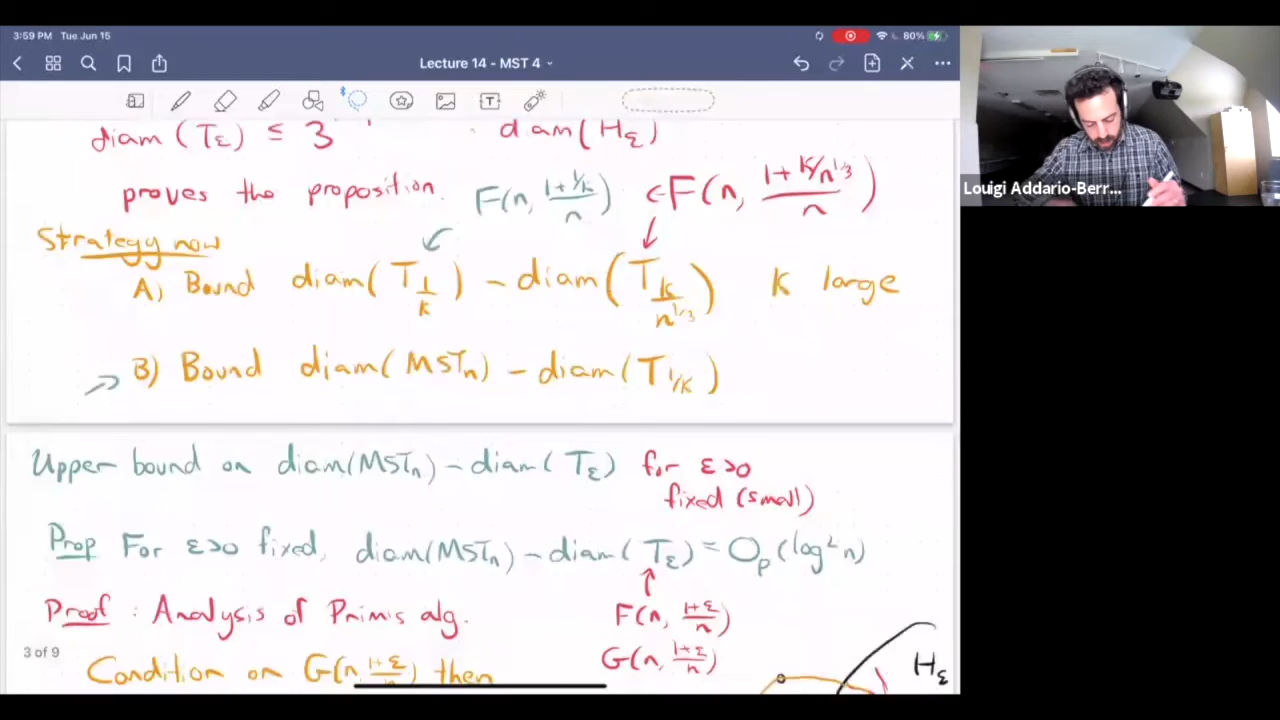 3:59 PM Tue Jun 15
80%
Lecture 14 - MST 4
diam (Tε) ≤ 3 diam(Hε)
proves the proposition. F(n, (1+1/k)/n) ⊂ F(n, (1+k/n^{1/3})/n)
Strategy now
A) Bound diam(T_{1/k}) - diam(T_{k/n^{1/3}}) K large
B) Bound diam(MSTn) - diam(T_{1/k})
Upper bound on diam(MSTn) - diam(Tε) for ε>0
fixed (small)
Prop For ε>0 fixed, diam(MSTn) - diam(Tε) = Op(log² n)
Proof: Analysis of Prim's alg. F(n, (1+ε)/n)
G(n, (1+ε)/n)
Condition on G(n, (1+ε)/n) then
Hε
3 of 9
Louigi Addario-Berr...